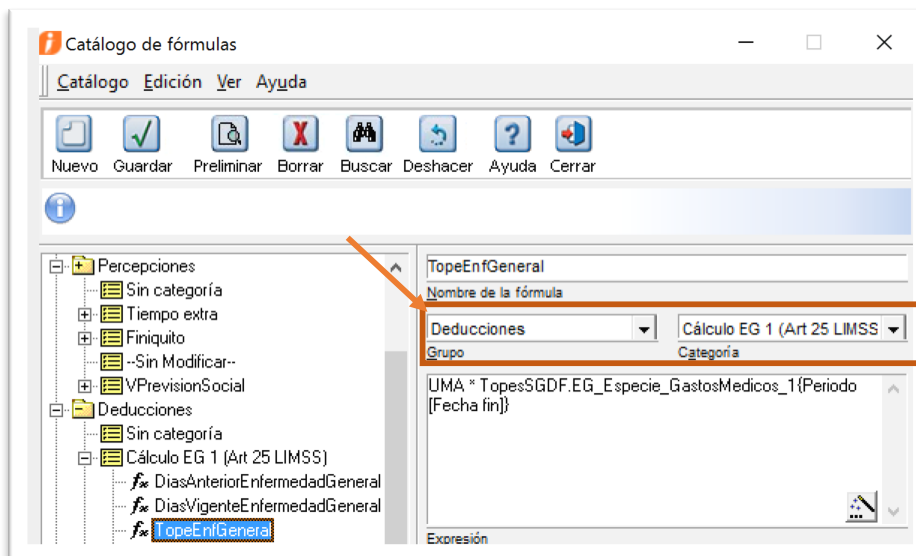 Catálogo de fórmulas
Catálogo Edición Ver Ayuda
Nuevo Guardar Preliminar Borrar Buscar Deshacer Ayuda Cerrar
Percepciones
Sin categoría
Tiempo extra
Finiquito
--Sin Modificar--
VPrevisionSocial
Deducciones
Sin categoría
Cálculo EG 1 (Art 25 LIMSS)
DiasAnteriorEnfermedadGeneral
DiasVigenteEnfermedadGeneral
TopeEnfGeneral
TopeEnfGeneral
Nombre de la fórmula
Deducciones
Grupo
Cálculo EG 1 (Art 25 LIMSS
Categoría
UMA * TopesSGDF.EG_Especie_GastosMedicos_1{Periodo
[Fecha fin]}
Expresión